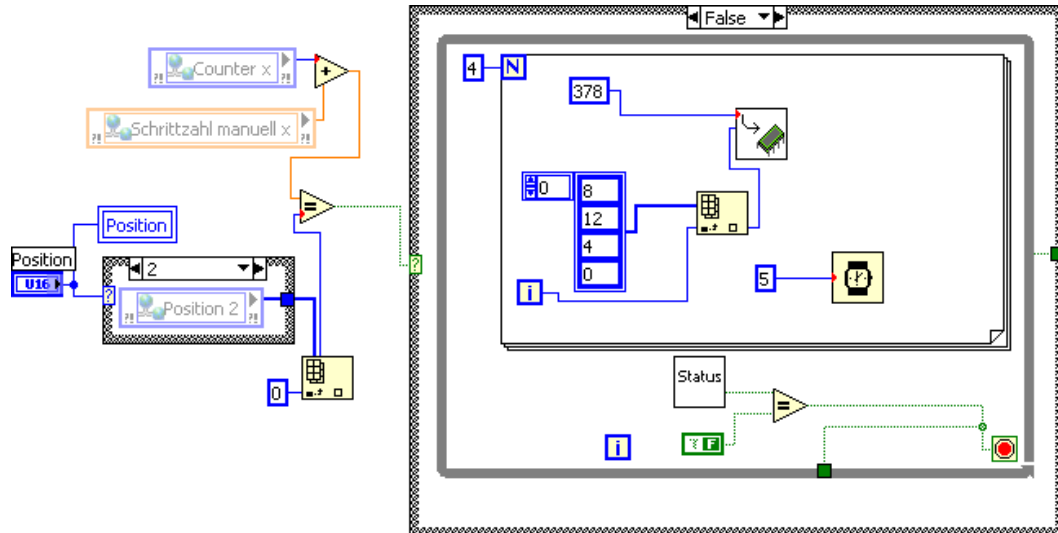 False
Counter x
+
4
N
378
Schrittzahl manuell x
0
8
12
4
0
=
Position
Position
U16
2
?
Position 2
?
i
5
0
Status
=
i
F